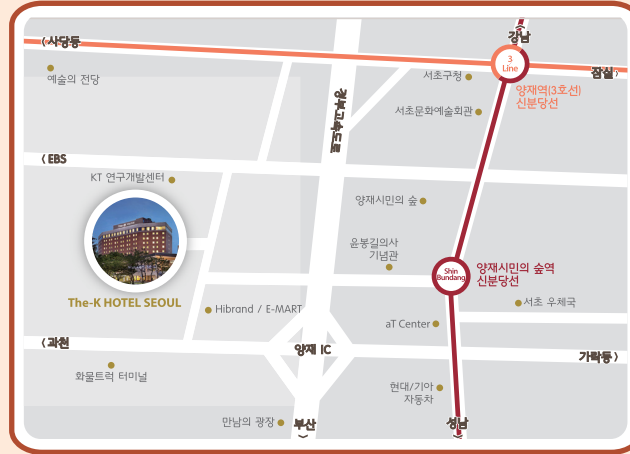 〈 사당동
강남
3
Line
잠실 〉
예술의 전당
서초구청
양재역(3호선)
신분당선
서초문화예술회관
경부고속도로
〈 EBS
KT 연구개발센터
양재시민의 숲
윤봉길의사
기념관
Shin
Bundang
양재시민의 숲역
신분당선
The-K HOTEL SEOUL
Hibrand / E-MART
서초 우체국
aT Center
〈 과천
양재 IC
가락동 〉
화물트럭 터미널
현대/기아
자동차
만남의 광장
부산
성남